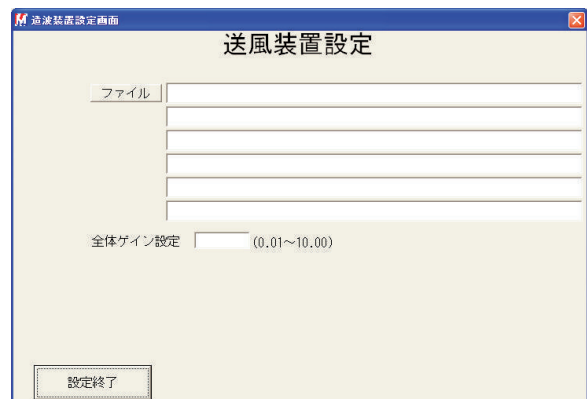 造波装置設定画面
送風装置設定
ファイル
全体ゲイン設定 (0.01～10.00)
設定終了